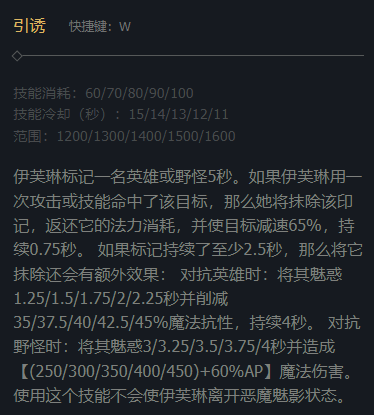 引诱 快捷键：W
技能消耗：60/70/80/90/100
技能冷却（秒）：15/14/13/12/11
范围：1200/1300/1400/1500/1600
伊芙琳标记一名英雄或野怪5秒。如果伊芙琳用一
次攻击或技能命中了该目标，那么她将抹除该印
记，返还它的法力消耗，并使目标减速65%，持
续0.75秒。 如果标记持续了至少2.5秒，那么将它
抹除还会有额外效果： 对抗英雄时：将其魅惑
1.25/1.5/1.75/2/2.25秒并削减
35/37.5/40/42.5/45%魔法抗性，持续4秒。 对抗
野怪时：将其魅惑3/3.25/3.5/3.75/4秒并造成
【(250/300/350/400/450)+60%AP】魔法伤害。
使用这个技能不会使伊芙琳离开恶魔魅影状态。